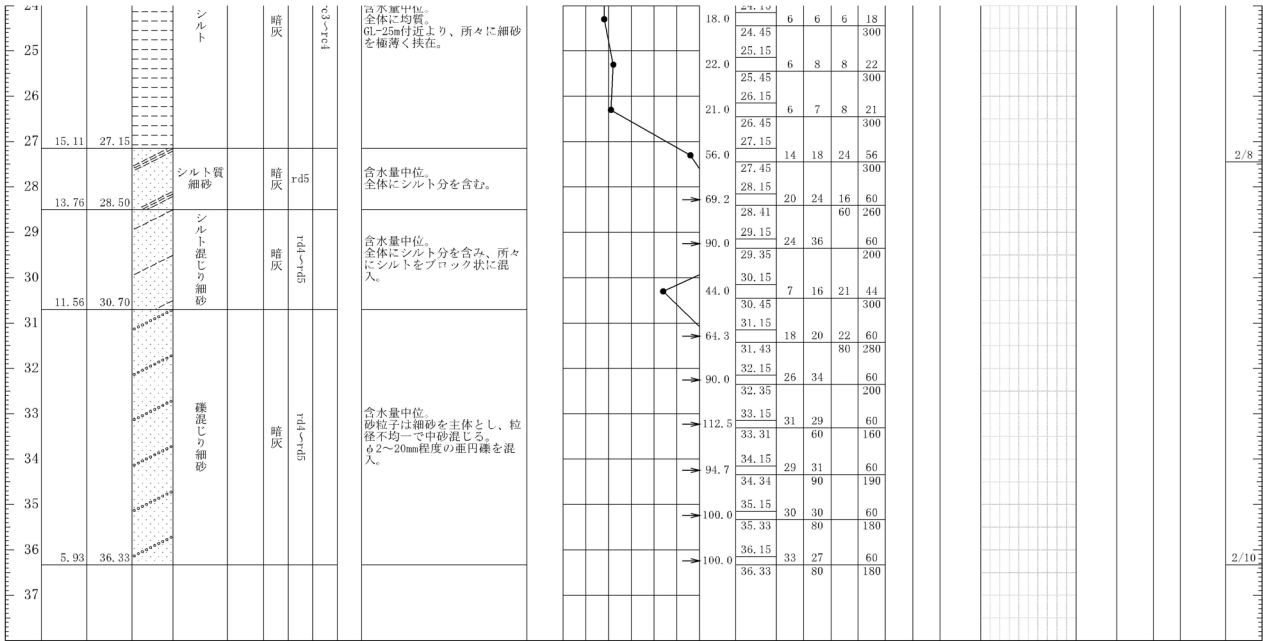 24
シルト
暗灰
rc3～rc4
含水量中位。
全体に均質。
GL-25m付近より、所々に細砂
を極薄く挟在。
18.0
24.15
6 6 6 18
24.45 300
25
22.0
25.15
6 8 8 22
25.45 300
26
21.0
26.15
6 7 8 21
26.45 300
27
15.11 27.15
56.0
27.15
14 18 24 56
27.45 300
2/8
シルト質
細砂
暗灰
rd5
含水量中位。
全体にシルト分を含む。
28
13.76 28.50
69.2
28.15
20 24 16 60
28.41 60 260
シルト混じり細砂
暗灰
rd4～rd5
含水量中位。
全体にシルト分を含み、所々
にシルトをブロック状に混
入。
29
90.0
29.15
24 36 60
29.35 200
30
44.0
30.15
7 16 21 44
30.45 300
11.56 30.70
31
64.3
31.15
18 20 22 60
31.43 80 280
32
90.0
32.15
26 34 60
32.35 200
33
礫混じり細砂
暗灰
rd4～rd5
含水量中位。
砂粒子は細砂を主体とし、粒
径不均一で中砂混じる。
φ2～20mm程度の亜円礫を混
入。
112.5
33.15
31 29 60
33.31 60 160
34
94.7
34.15
29 31 60
34.34 90 190
35
100.0
35.15
30 30 60
35.33 80 180
36
5.93 36.33
100.0
36.15
33 27 60
36.33 80 180
2/10
37